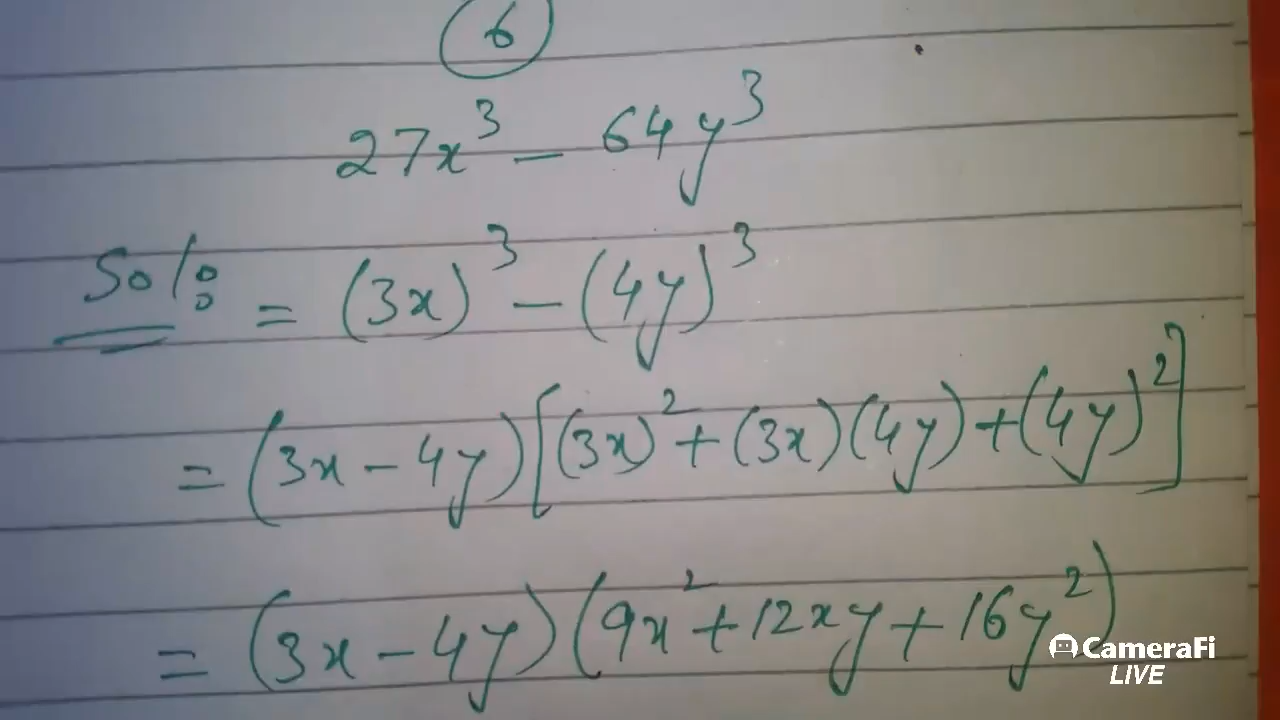 6
27x³ - 64y³
Sol: = (3x)³ - (4y)³
= (3x - 4y)[(3x)² + (3x)(4y) + (4y)²]
= (3x - 4y)(9x² + 12xy + 16y²)
CameraFi
LIVE